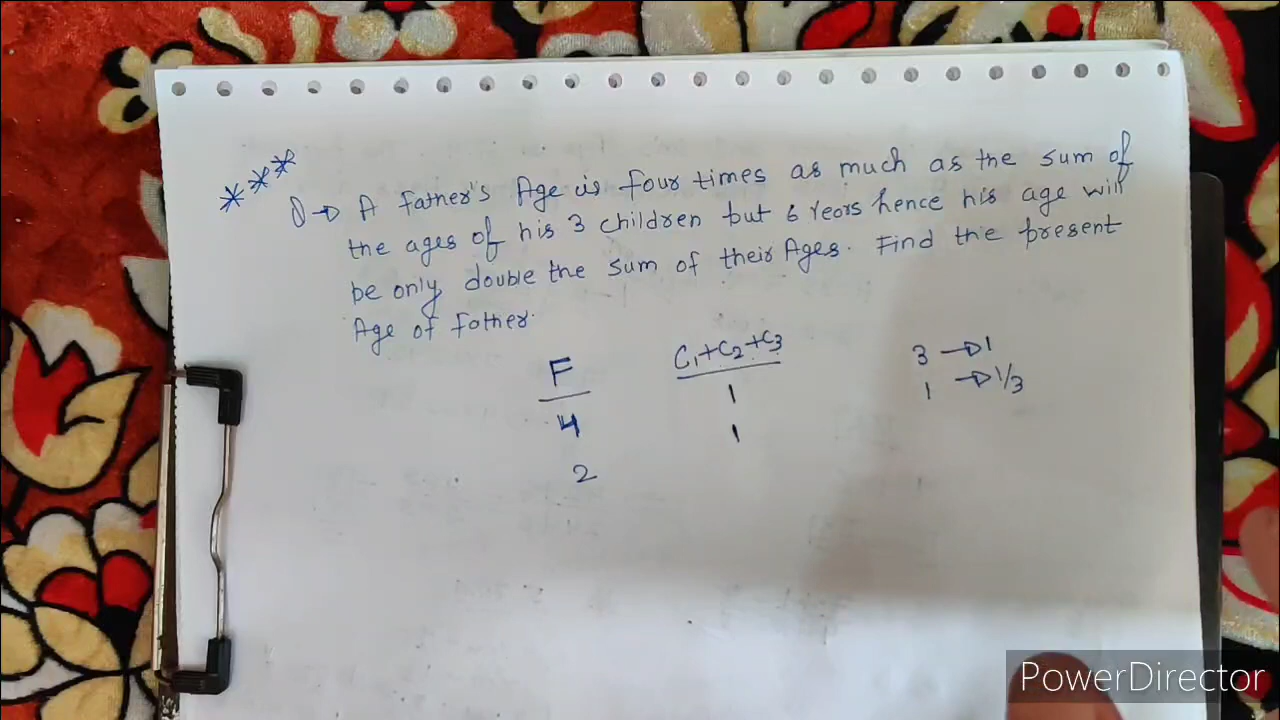 ***
Q→ A Father's Age is four times as much as the sum of
the ages of his 3 children but 6 Years hence his age will
be only double the sum of their Ages. Find the present
Age of Father.
F C₁+C₂+C₃ 3 →1
1 1 →1/3
4 1
2
PowerDirector